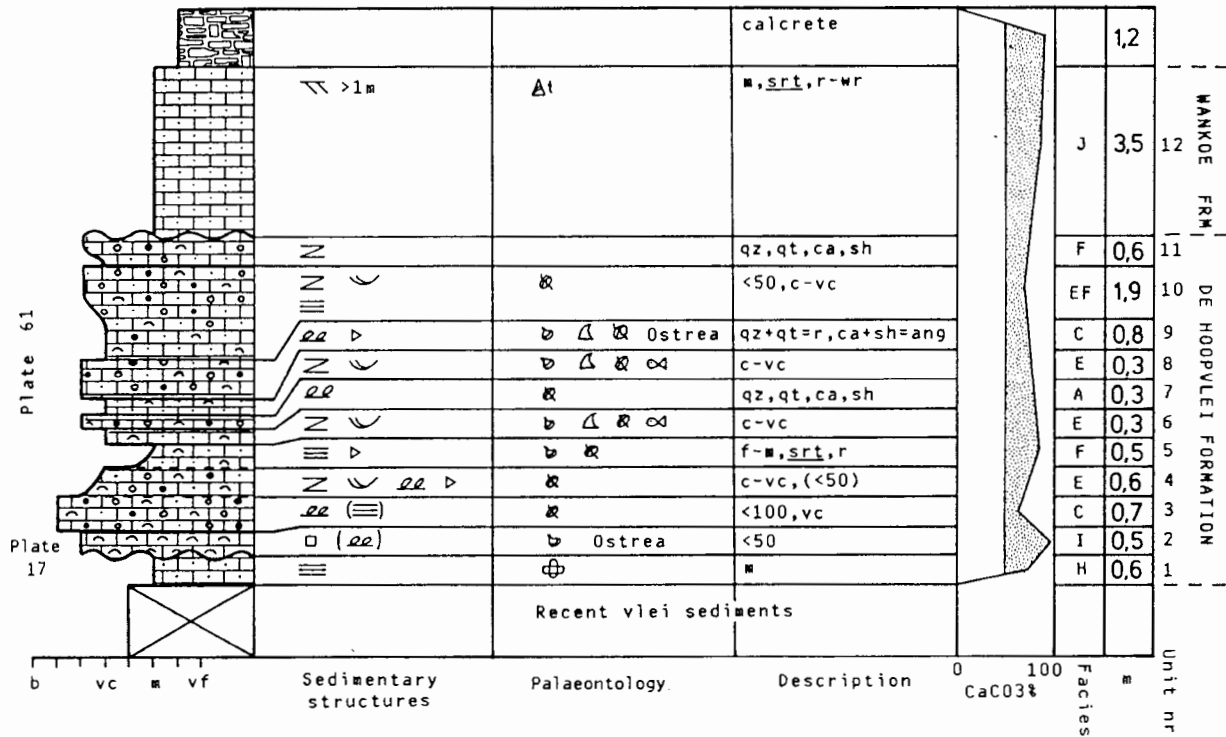 calcrete 1,2
>1m t m,srt,r-wr J 3,5 12 WANKOE FRM
qz,qt,ca,sh F 0,6 11
<50,c-vc EF 1,9 10
Ostrea qz+qt=r,ca+sh=ang C 0,8 9
c-vc E 0,3 8
qz,qt,ca,sh A 0,3 7
c-vc E 0,3 6
f-m,srt,r F 0,5 5
c-vc,(<50) E 0,6 4
<100,vc C 0,7 3
Ostrea <50 I 0,5 2
m H 0,6 1
DE HOOPVLEI FORMATION
Plate 61
Plate
17
Recent vlei sediments
b vc m vf
Sedimentary
structures
Palaeontology
Description
0 100
CaCO3%
Facies
m
Unit nr